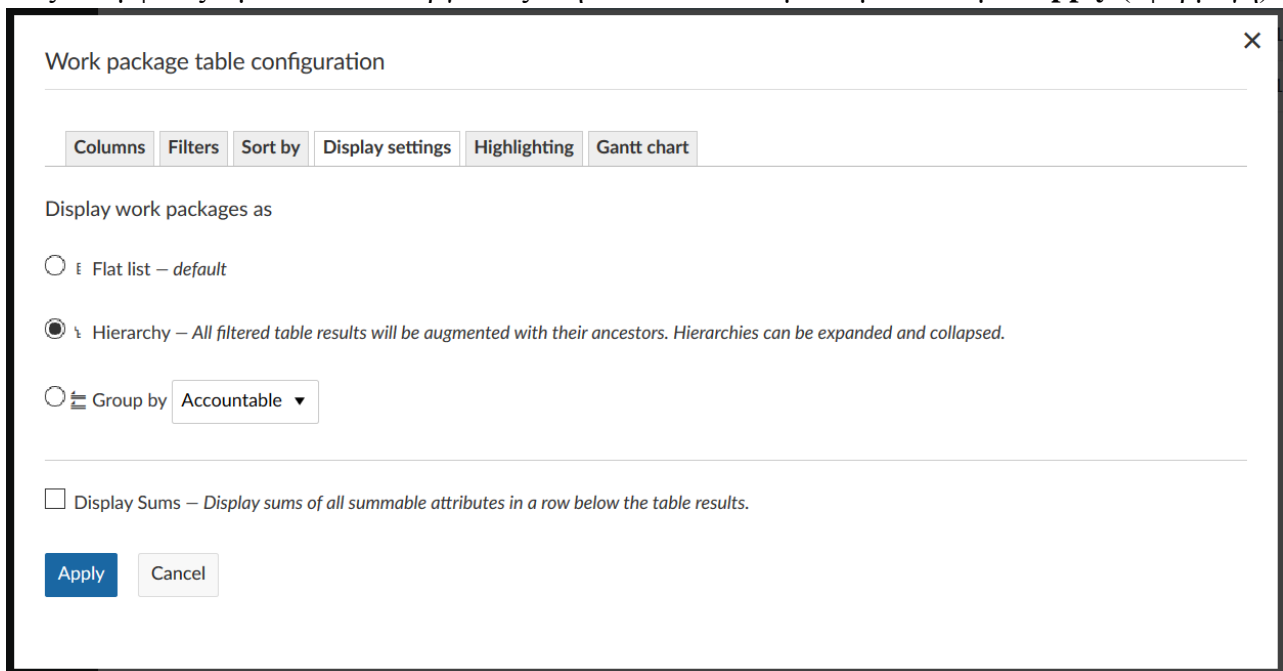 Apply (
Work package table configuration
×
Columns Filters Sort by Display settings Highlighting Gantt chart
Display work packages as
Flat list – default
Hierarchy – All filtered table results will be augmented with their ancestors. Hierarchies can be expanded and collapsed.
Group by Accountable ▼
Display Sums – Display sums of all summable attributes in a row below the table results.
Apply Cancel